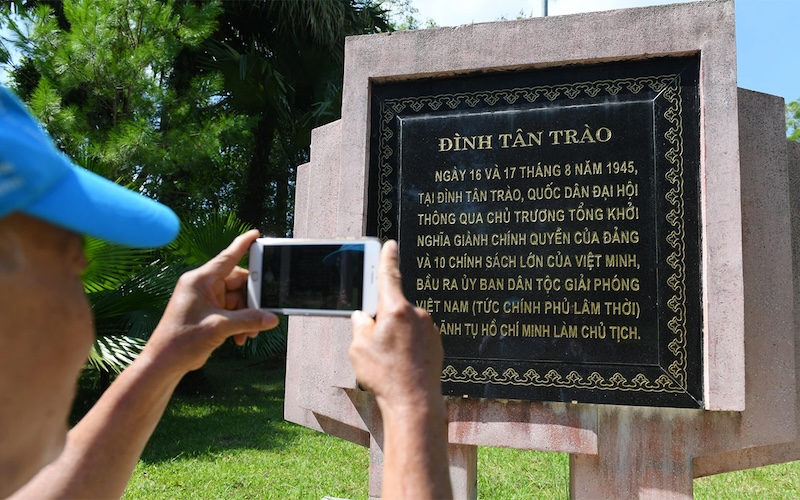 ĐÌNH TÂN TRÀO
NGÀY 16 VÀ 17 THÁNG 8 NĂM 1945,
TẠI ĐÌNH TÂN TRÀO, QUỐC DÂN ĐẠI HỘI
THÔNG QUA CHỦ TRƯƠNG TỔNG KHỞI
NGHĨA GIÀNH CHÍNH QUYỀN CỦA ĐẢNG
VÀ 10 CHÍNH SÁCH LỚN CỦA VIỆT MINH,
BẦU RA ỦY BAN DÂN TỘC GIẢI PHÓNG
VIỆT NAM (TỨC CHÍNH PHỦ LÂM THỜI)
TỤ HỒ CHÍ MINH LÀM CHỦ TỊCH.